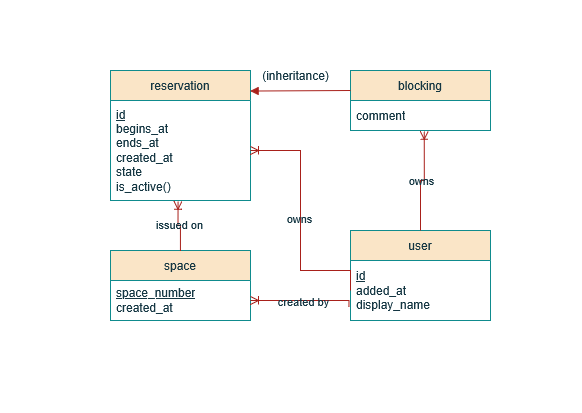 (inheritance)
reservation
id
begins_at
ends_at
created_at
state
is_active()
blocking
comment
owns
owns
issued on
space
space_number
created_at
created by
user
id
added_at
display_name